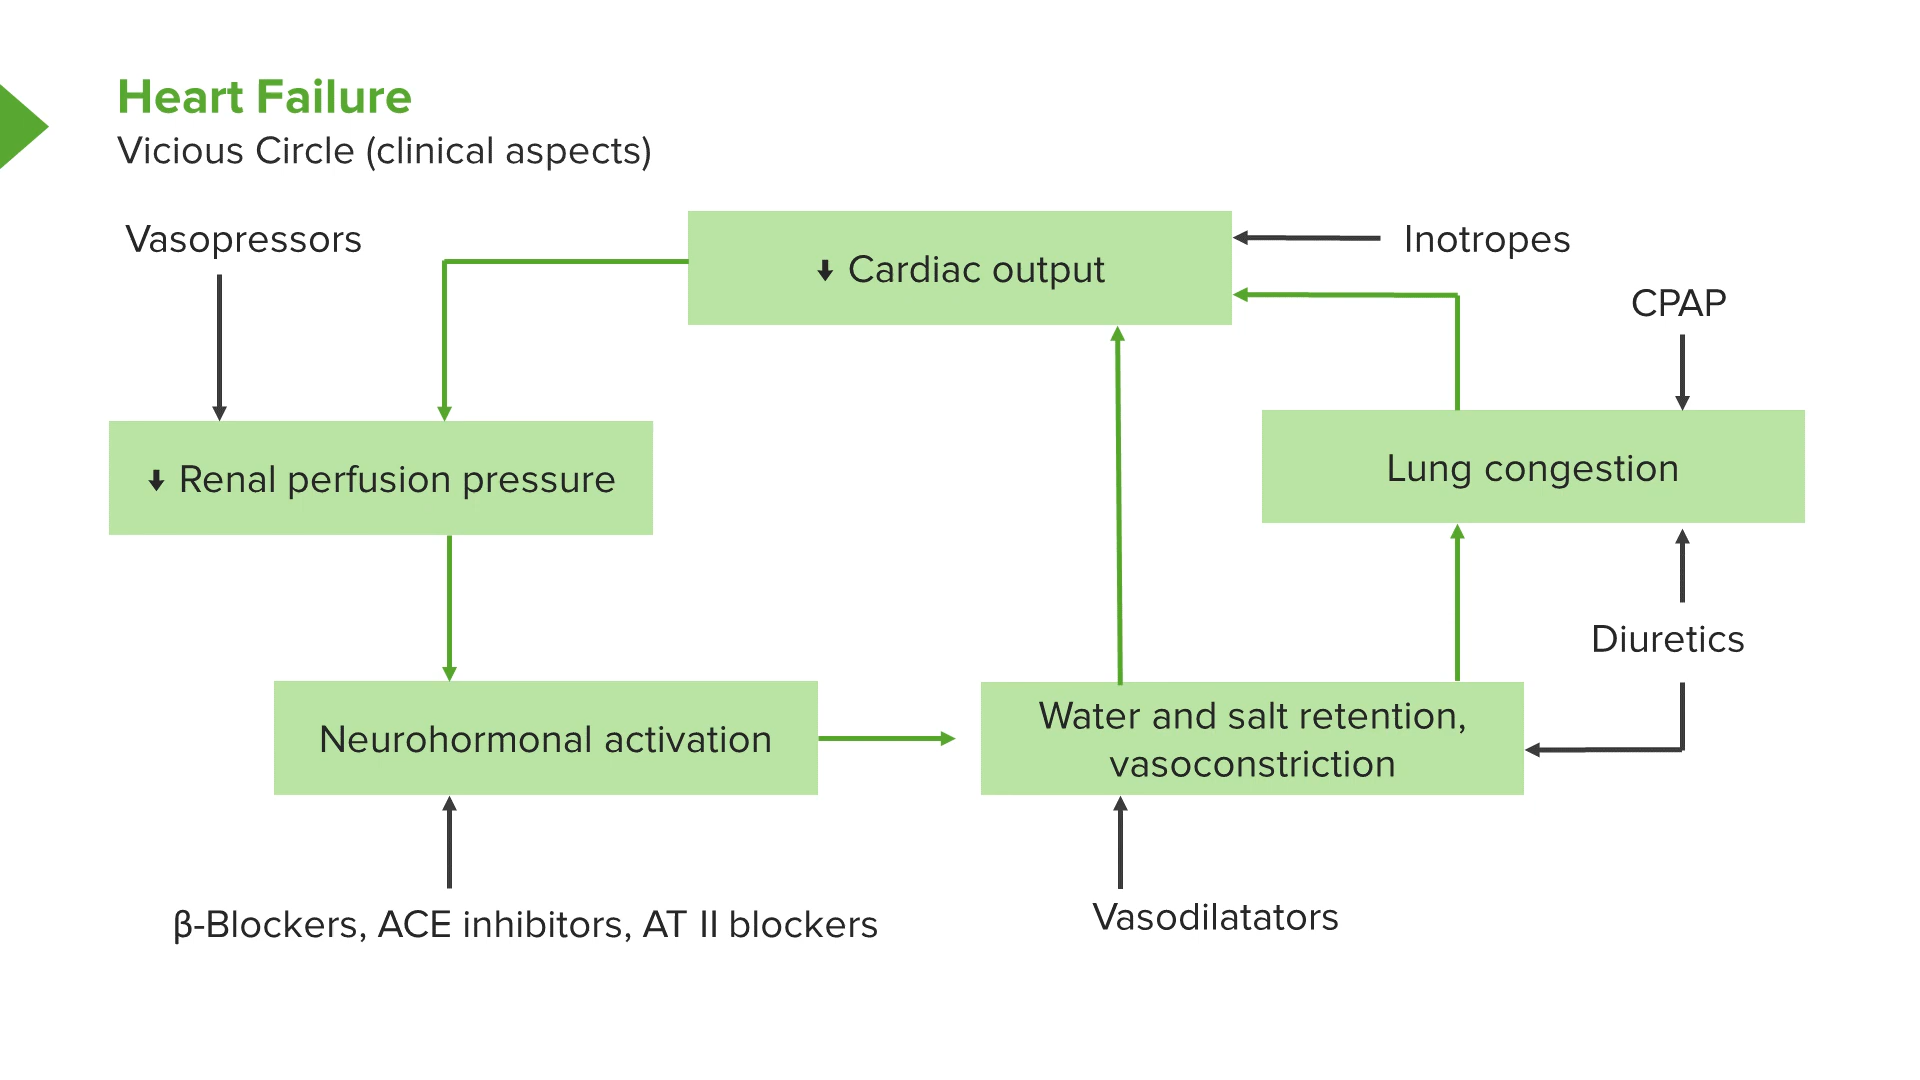 Heart Failure
Vicious Circle (clinical aspects)
Vasopressors
⬇ Cardiac output
Inotropes
CPAP
⬇ Renal perfusion pressure
Lung congestion
Diuretics
Neurohormonal activation
Water and salt retention,
vasoconstriction
β-Blockers, ACE inhibitors, AT II blockers
Vasodilatators